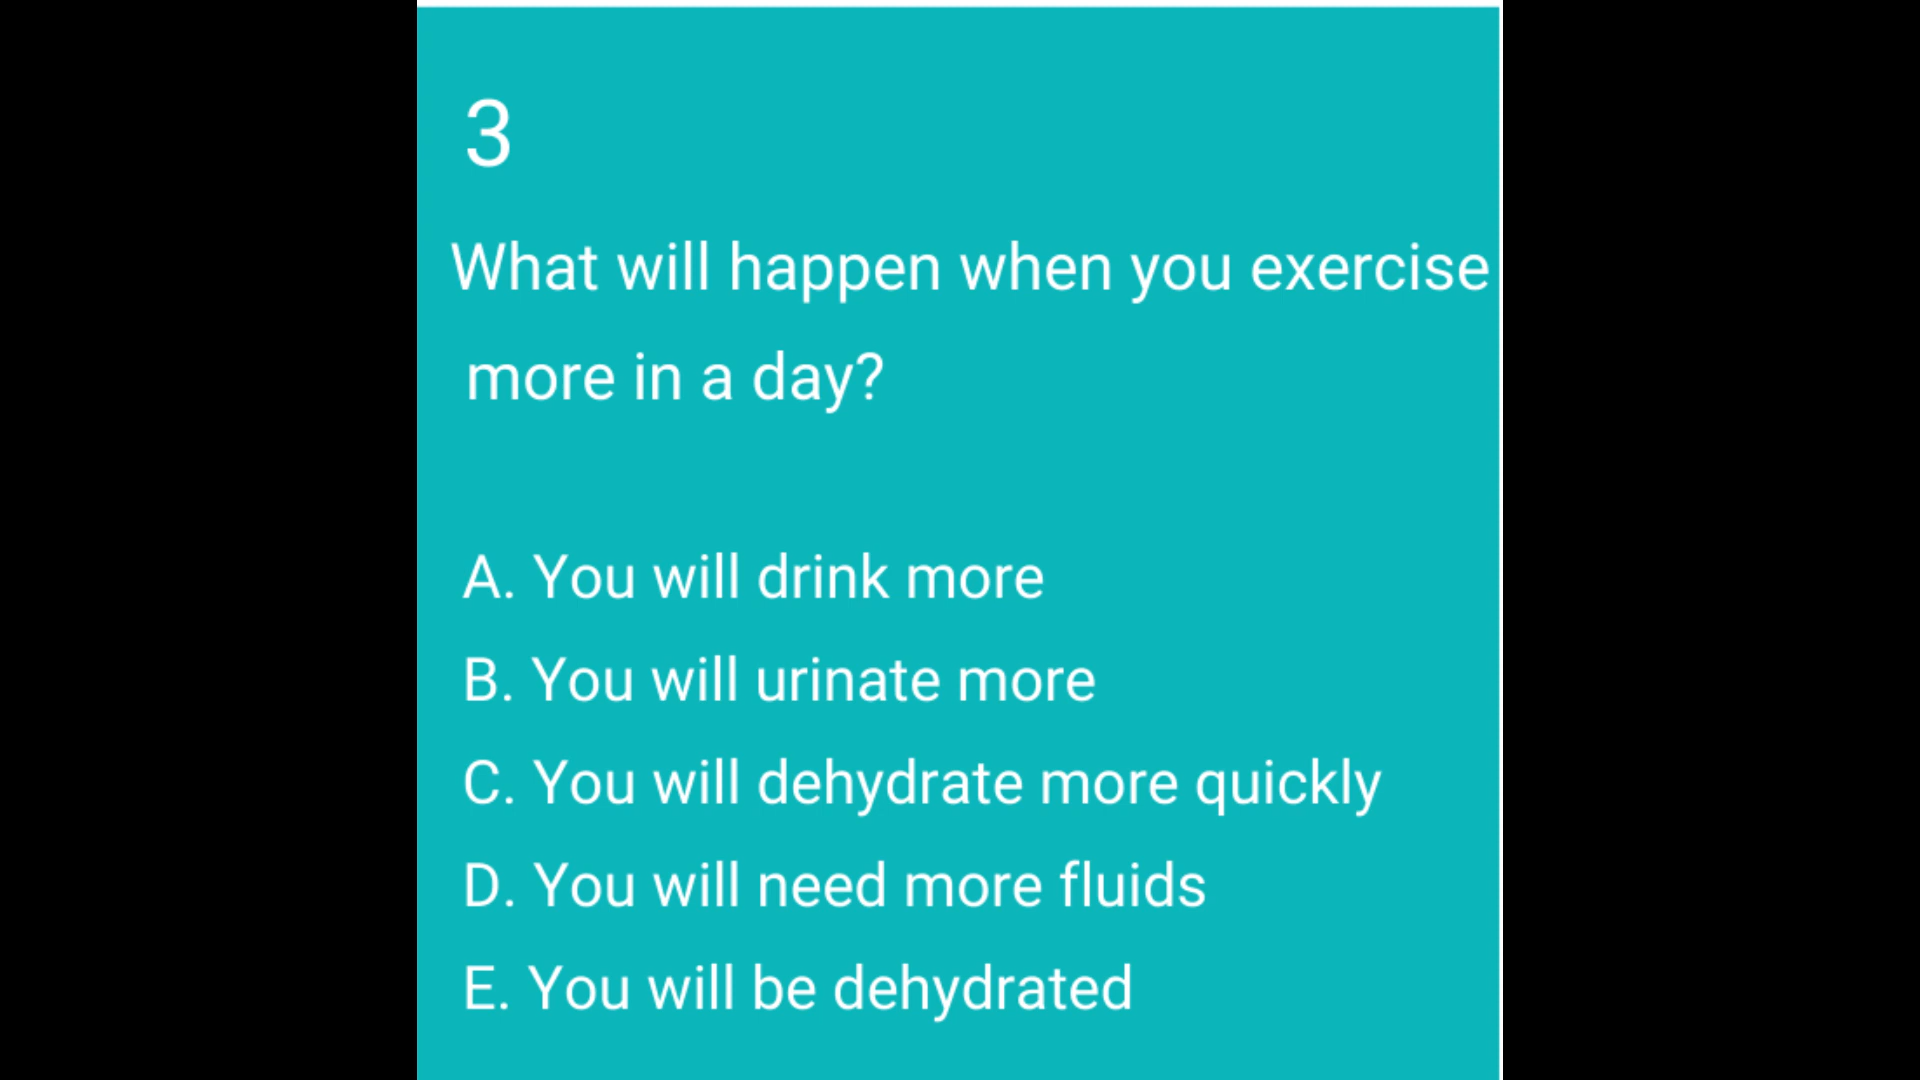 3
What will happen when you exercise
more in a day?
A. You will drink more
B. You will urinate more
C. You will dehydrate more quickly
D. You will need more fluids
E. You will be dehydrated